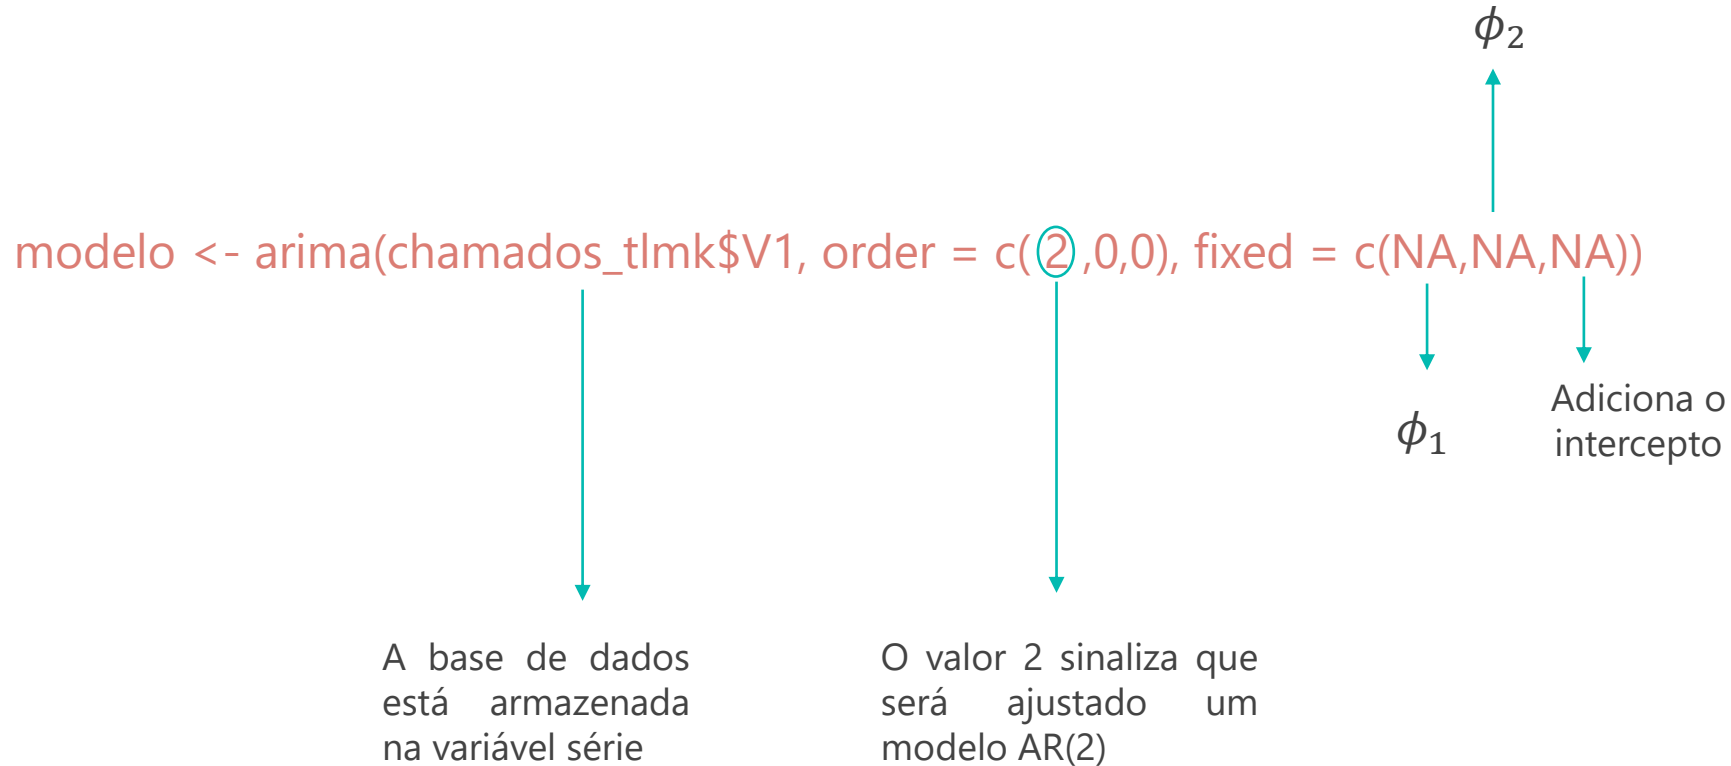 ϕ₂
modelo <- arima(chamados_tlmk$V1, order = c( 2 ,0,0), fixed = c(NA,NA,NA))
ϕ₁
Adiciona o
intercepto
A base de dados
está armazenada
na variável série
O valor 2 sinaliza que
será ajustado um
modelo AR(2)